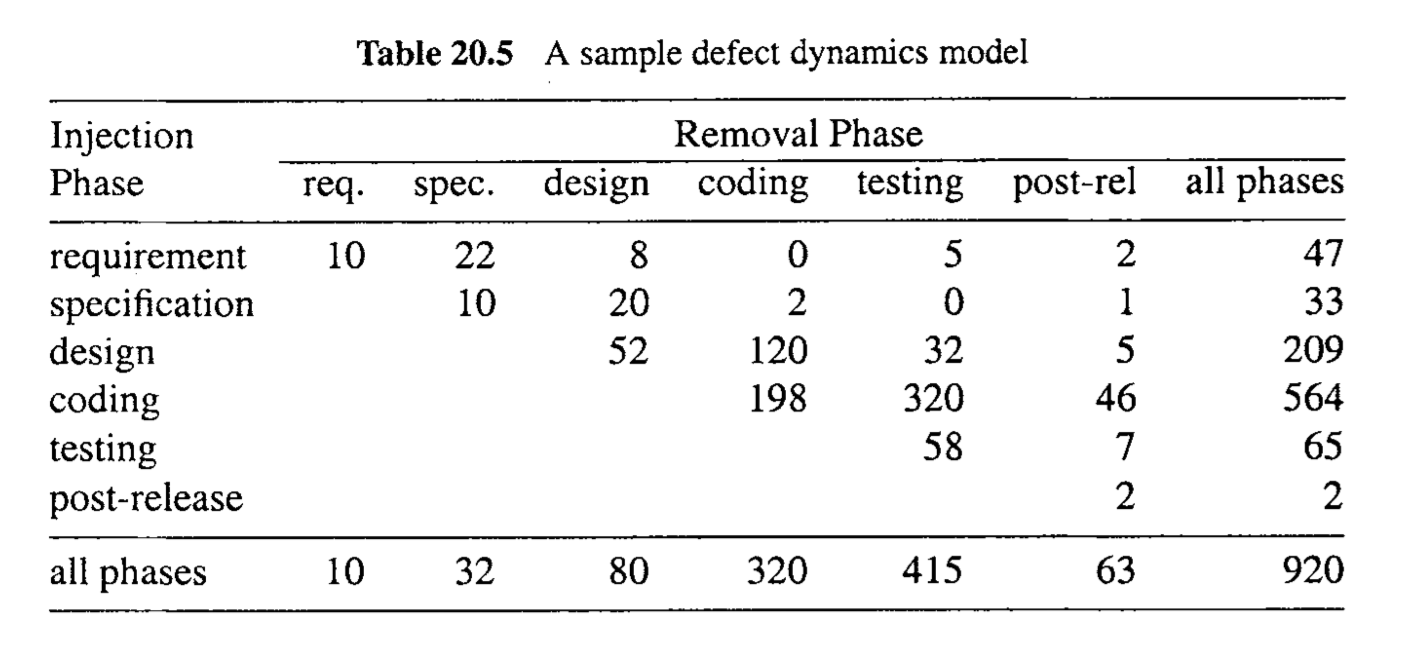 Table 20.5 A sample defect dynamics model
Injection Removal Phase
Phase req. spec. design coding testing post-rel all phases
requirement 10 22 8 0 5 2 47
specification 10 20 2 0 1 33
design 52 120 32 5 209
coding 198 320 46 564
testing 58 7 65
post-release 2 2
all phases 10 32 80 320 415 63 920